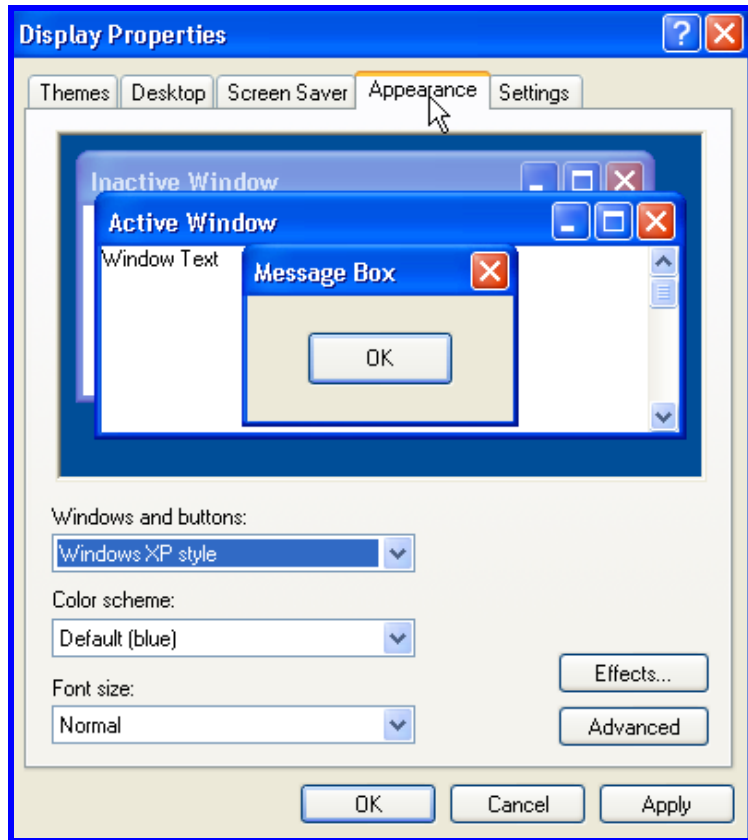 Display Properties
?
Themes Desktop Screen Saver Appearance Settings
Inactive Window
Active Window
Window Text
Message Box
OK
Windows and buttons:
Windows XP style
Color scheme:
Default (blue)
Effects...
Font size:
Normal
Advanced
OK Cancel Apply